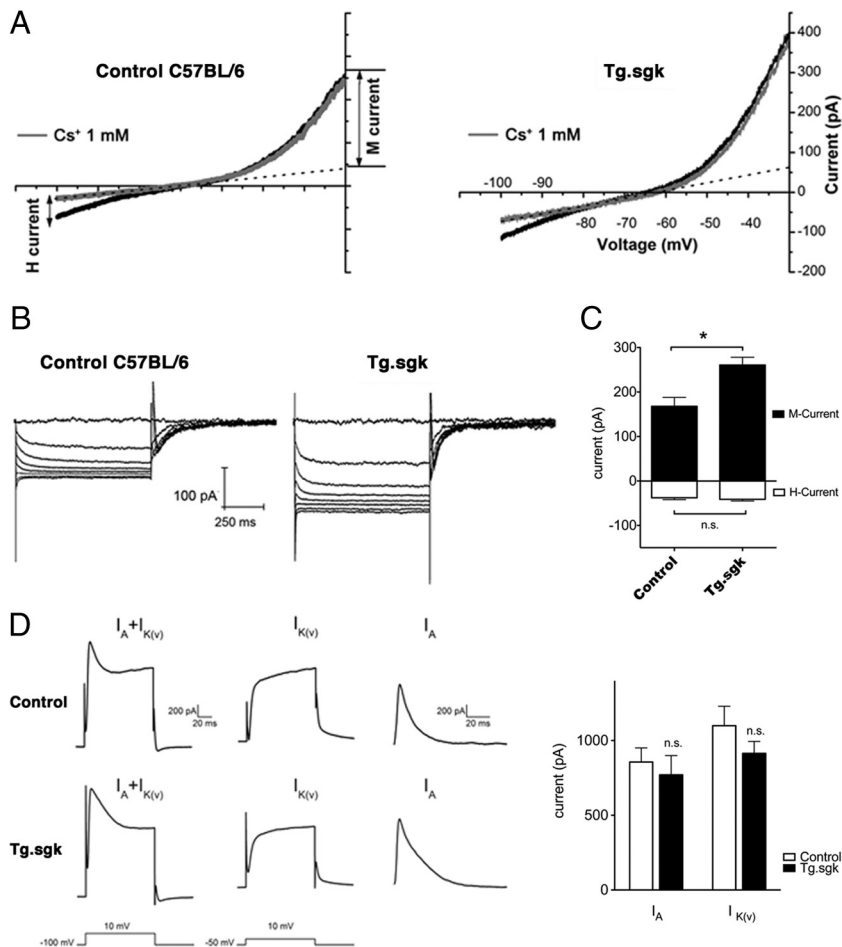 A
Control C57BL/6
Cs⁺ 1 mM
M current
H current
Tg.sgk
Cs⁺ 1 mM
-100
-90
-80
-70
-60
-50
-40
Voltage (mV)
400
300
200
100
0
-100
-200
Current (pA)
B
Control C57BL/6
Tg.sgk
100 pA
250 ms
C
*
300
200
100
0
-100
current (pA)
M-Current
H-Current
n.s.
Control
Tg.sgk
D
I_A+I_K(v)
I_K(v)
I_A
Control
200 pA
20 ms
200 pA
20 ms
I_A+I_K(v)
I_K(v)
I_A
Tg.sgk
10 mV
-100 mV
10 mV
-50 mV
1000
500
0
current (pA)
n.s.
n.s.
Control
Tg.sgk
I_A
I_K(v)